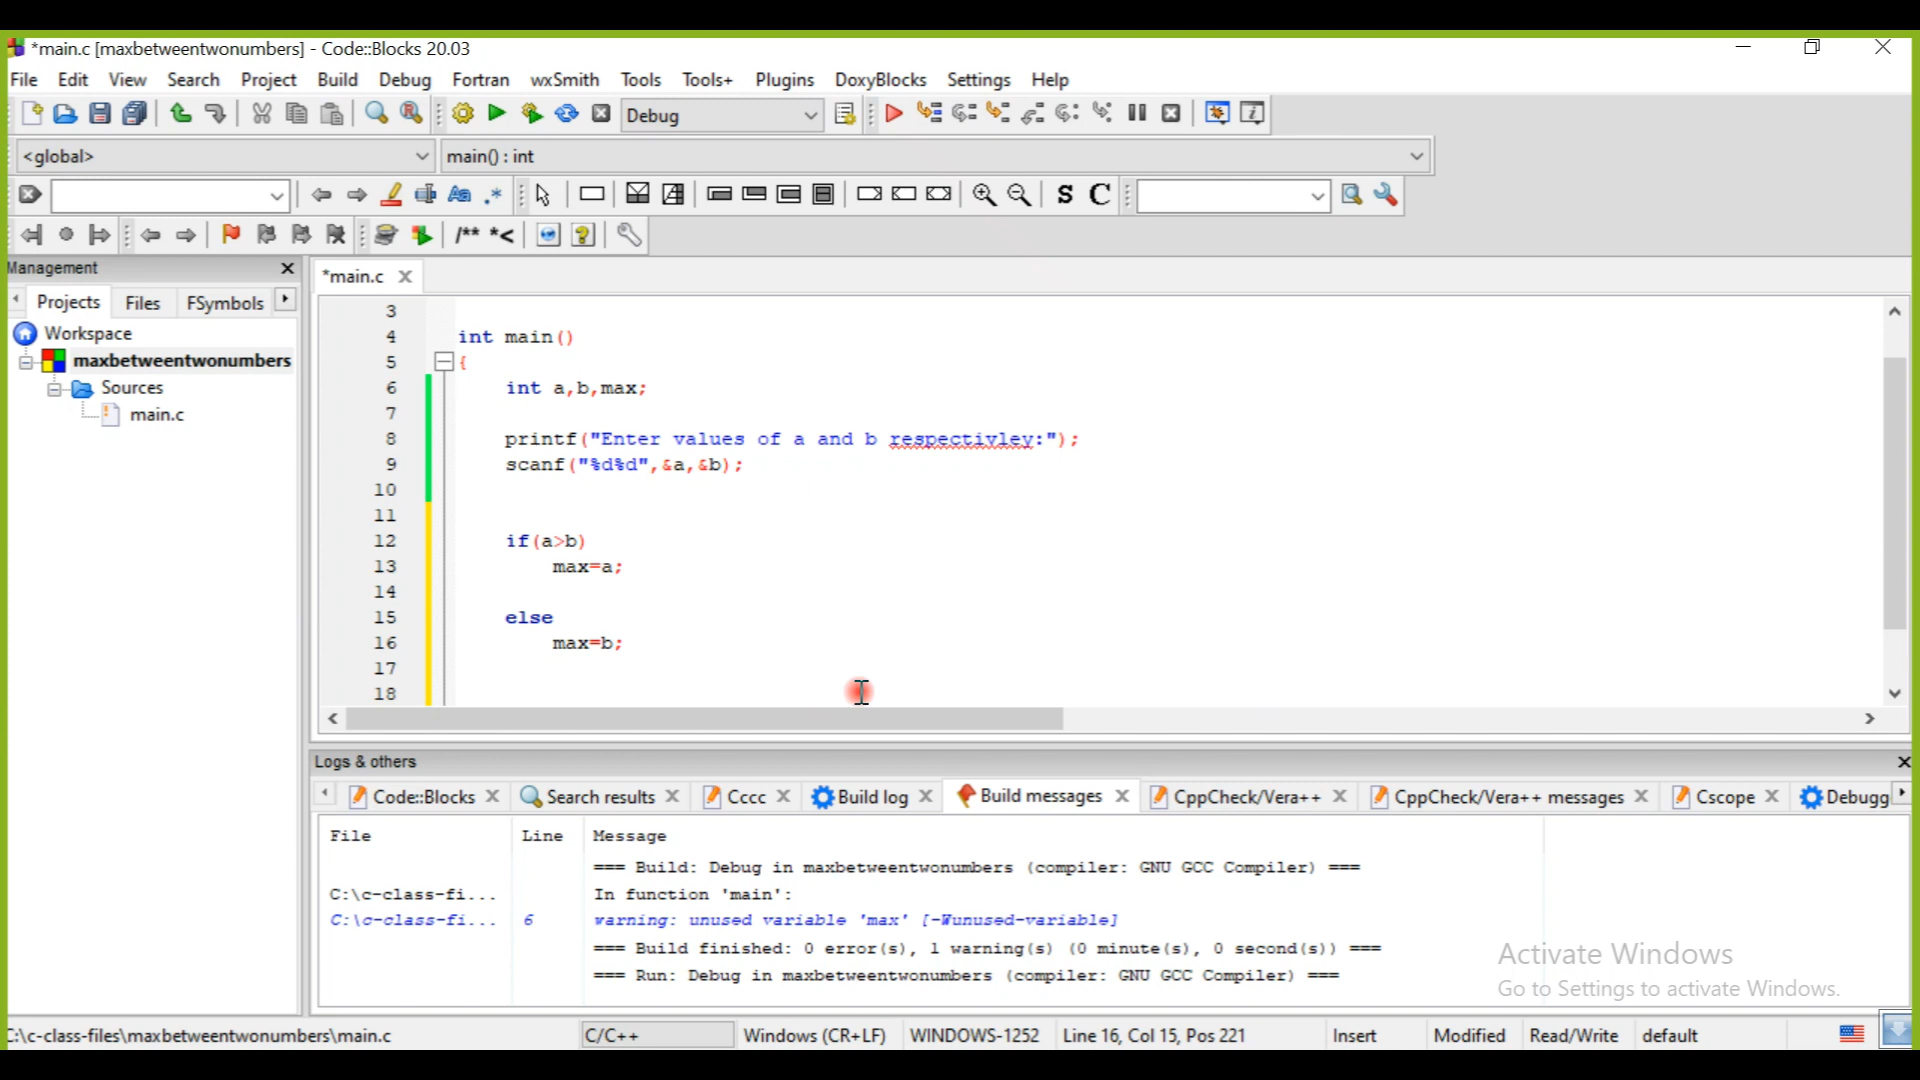 *main.c [maxbetweentwonumbers] - Code::Blocks 20.03
File Edit View Search Project Build Debug Fortran wxSmith Tools Tools+ Plugins DoxyBlocks Settings Help
Debug
<global> main() : int
Aa .* S C
/** *<
Management
Projects Files FSymbols
Workspace
maxbetweentwonumbers
Sources
main.c
*main.c
3
4 int main()
5 {
6 int a,b,max;
7
8 printf("Enter values of a and b respectivley:");
9 scanf("%d%d",&a,&b);
10
11
12 if(a>b)
13 max=a;
14
15 else
16 max=b;
17
18
Logs & others
Code::Blocks Search results Cccc Build log Build messages CppCheck/Vera++ CppCheck/Vera++ messages Cscope Debugg
File Line Message
=== Build: Debug in maxbetweentwonumbers (compiler: GNU GCC Compiler) ===
C:\c-class-fi... In function 'main':
C:\c-class-fi... 6 warning: unused variable 'max' [-Wunused-variable]
=== Build finished: 0 error(s), 1 warning(s) (0 minute(s), 0 second(s)) ===
=== Run: Debug in maxbetweentwonumbers (compiler: GNU GCC Compiler) ===
Activate Windows
Go to Settings to activate Windows.
:\c-class-files\maxbetweentwonumbers\main.c C/C++ Windows (CR+LF) WINDOWS-1252 Line 16, Col 15, Pos 221 Insert Modified Read/Write default